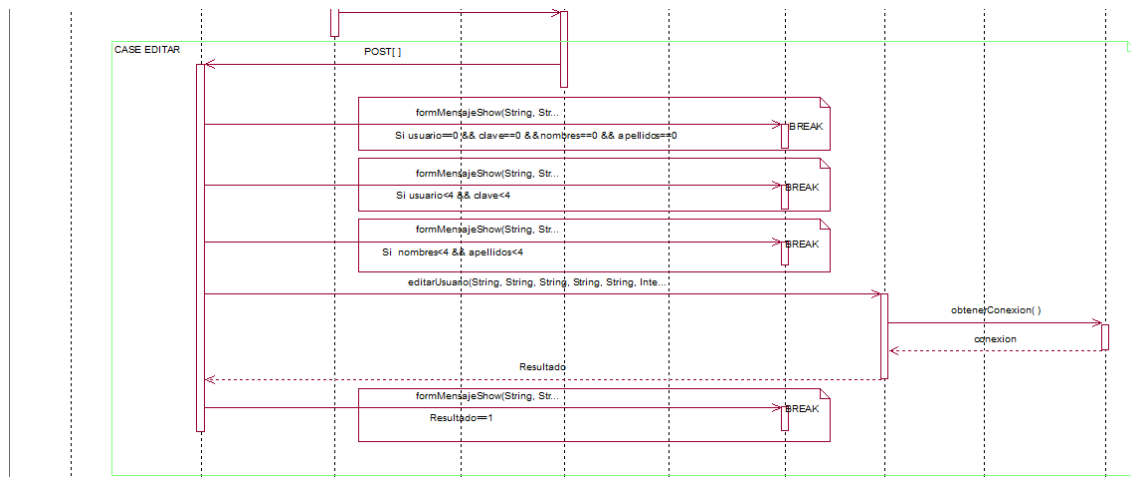 CASE EDITAR
POST[ ]
formMensajeShow(String, Str...
BREAK
Si usuario==0 && clave==0 &&nombres==0 && apellidos==0
formMensajeShow(String, Str...
BREAK
Si usuario<4 && clave<4
formMensajeShow(String, Str...
BREAK
Si nombres<4 && apellidos<4
editarUsuario(String, String, String, String, String, Inte...
obtenerConexion( )
conexion
Resultado
formMensajeShow(String, Str...
BREAK
Resultado==1